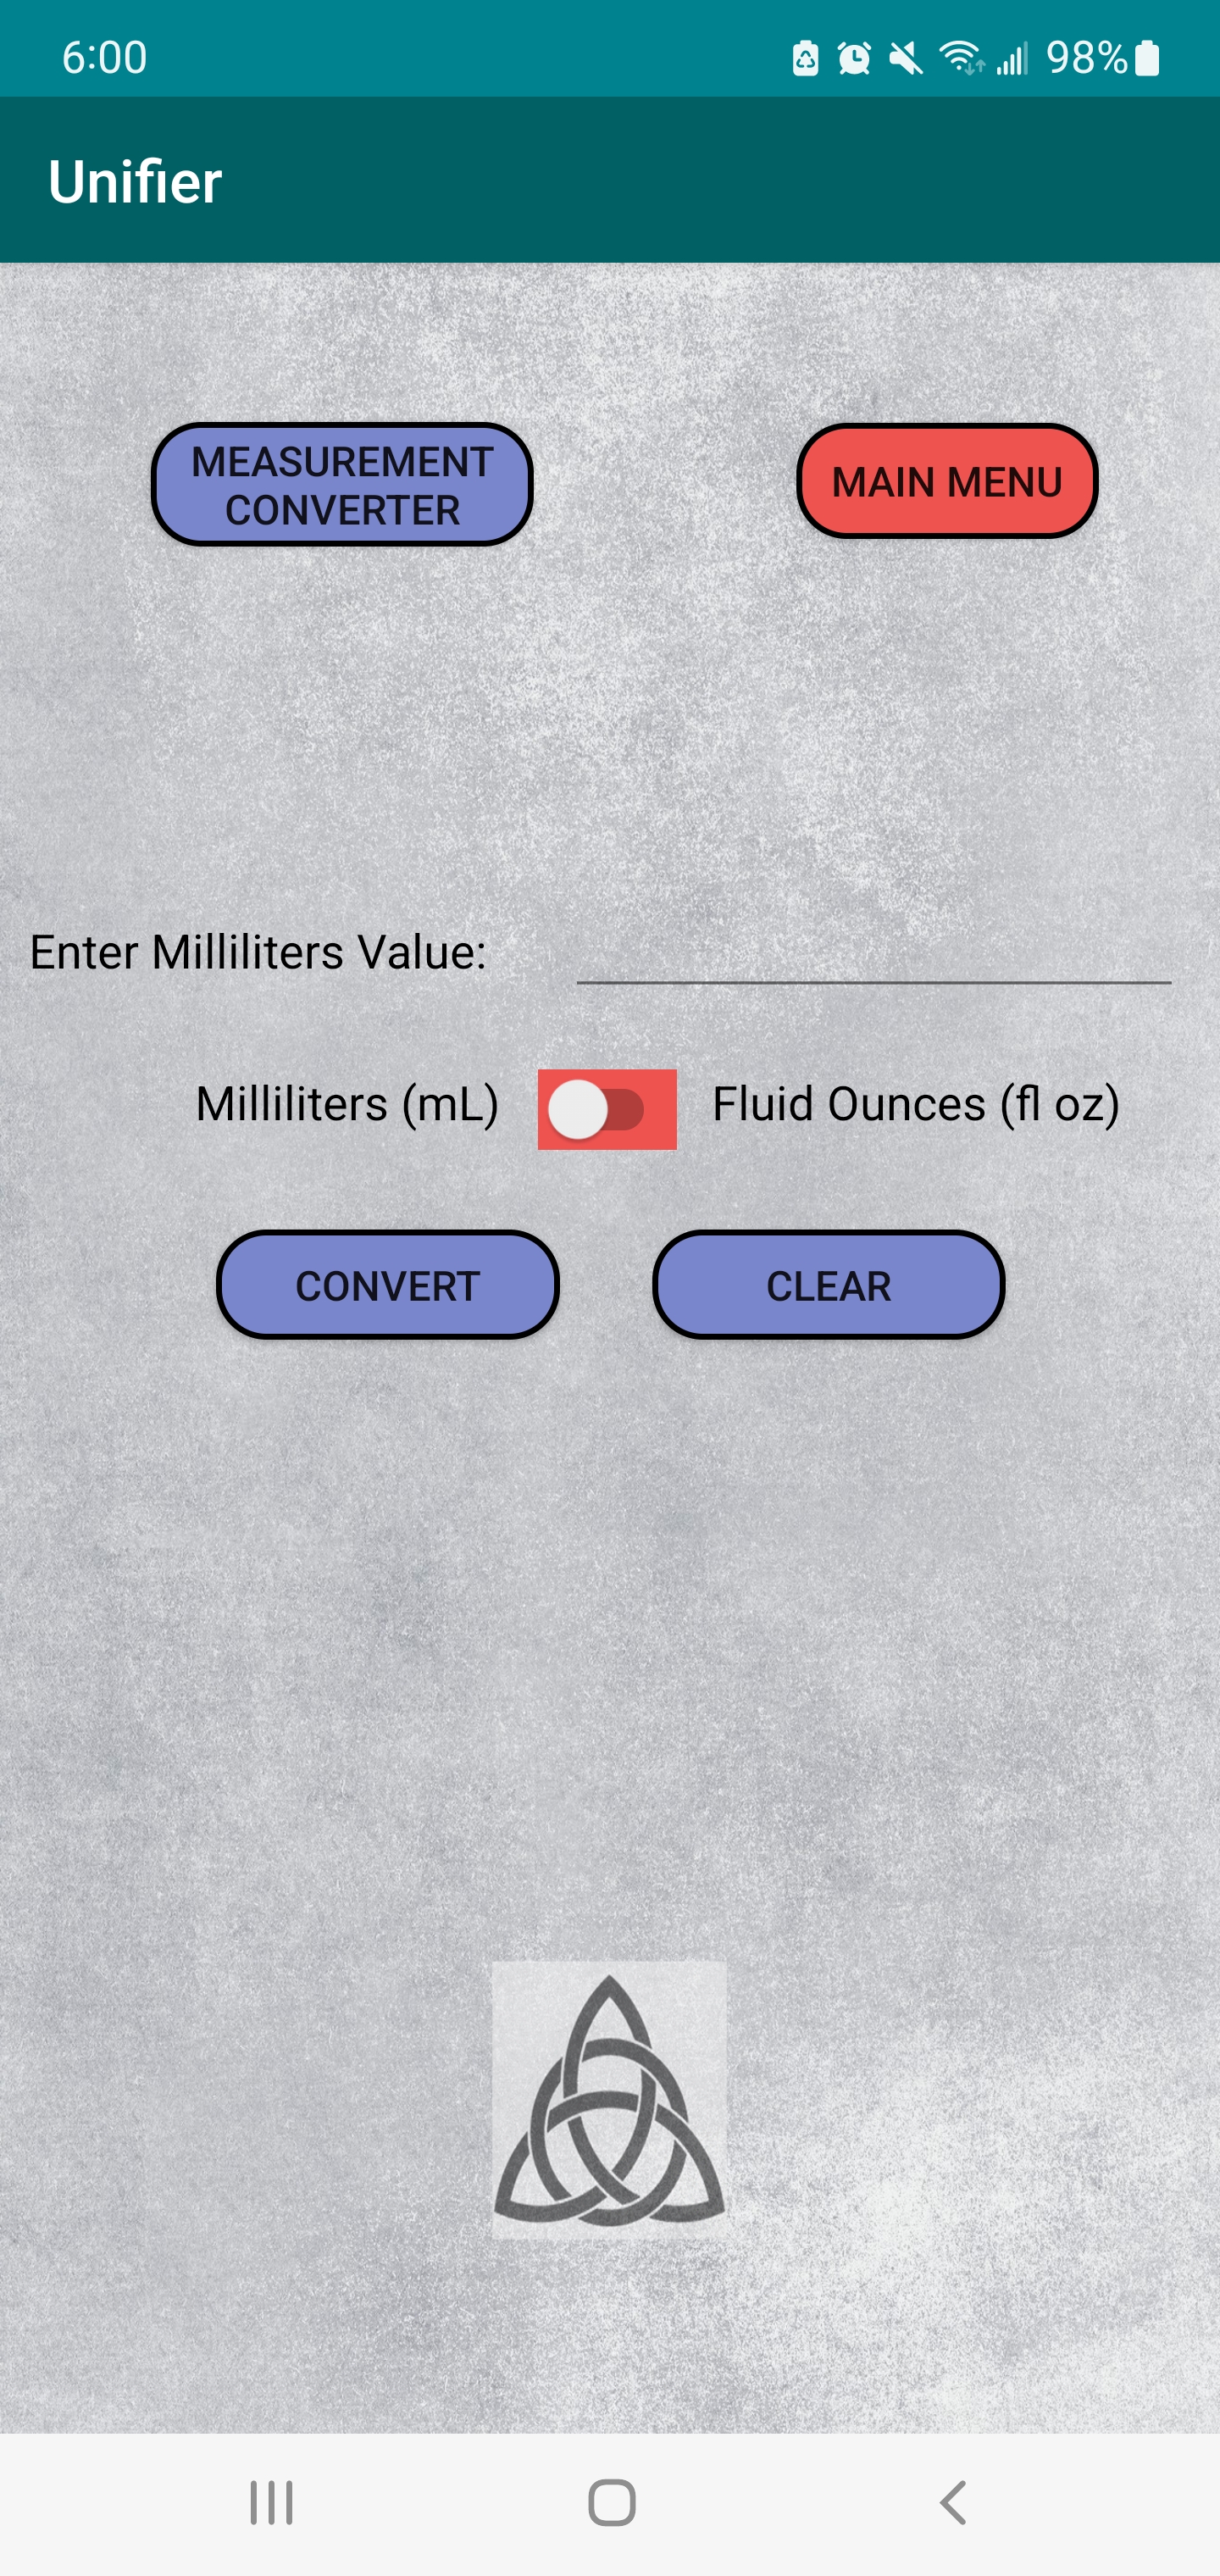 6:00
98%
Unifier
MEASUREMENT
CONVERTER
MAIN MENU
Enter Milliliters Value:
Milliliters (mL)
Fluid Ounces (fl oz)
CONVERT
CLEAR